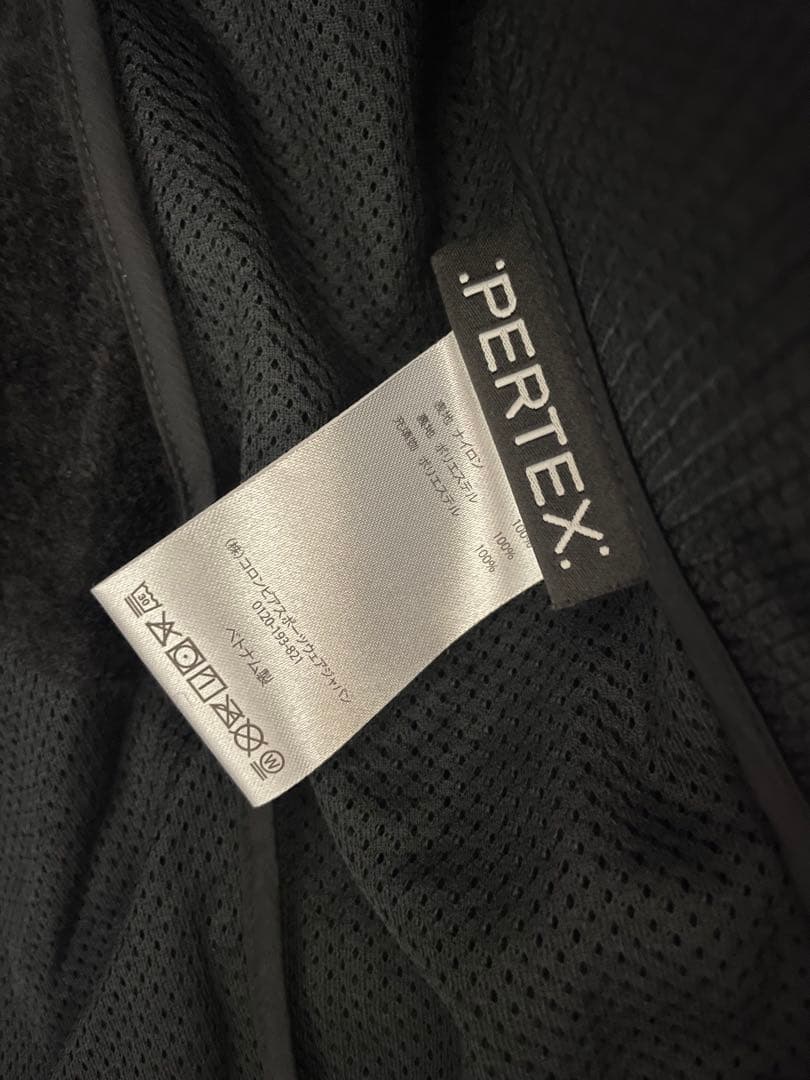 :PERTEX:
表地 ナイロン 100%
裏地 ポリエステル 100%
充填物 ポリエステル 100%
(株)コロンビアスポーツウェアジャパン
0120-193-821
ベトナム製
30
W